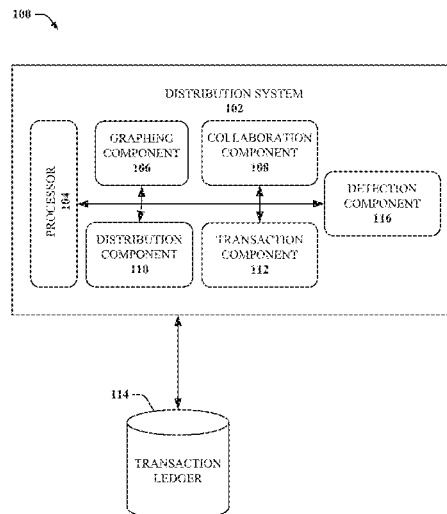 100
DISTRIBUTION SYSTEM
102
PROCESSOR
104
GRAPHING
COMPONENT
106
COLLABORATION
COMPONENT
108
DETECTION
COMPONENT
116
DISTRIBUTION
COMPONENT
110
TRANSACTION
COMPONENT
112
114
TRANSACTION
LEDGER